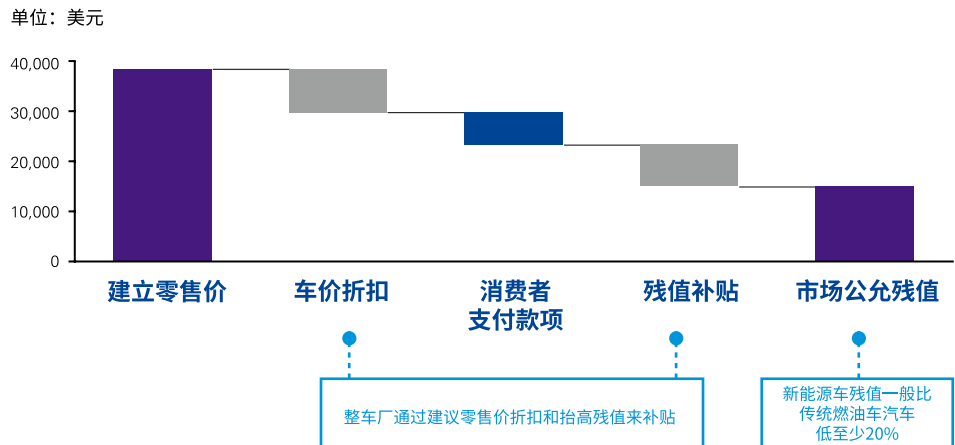 单位：美元
40,000
30,000
20,000
10,000
0
建立零售价
车价折扣
消费者
支付款项
残值补贴
市场公允残值
整车厂通过建议零售价折扣和抬高残值来补贴
新能源车残值一般比
传统燃油车汽车
低至少20%